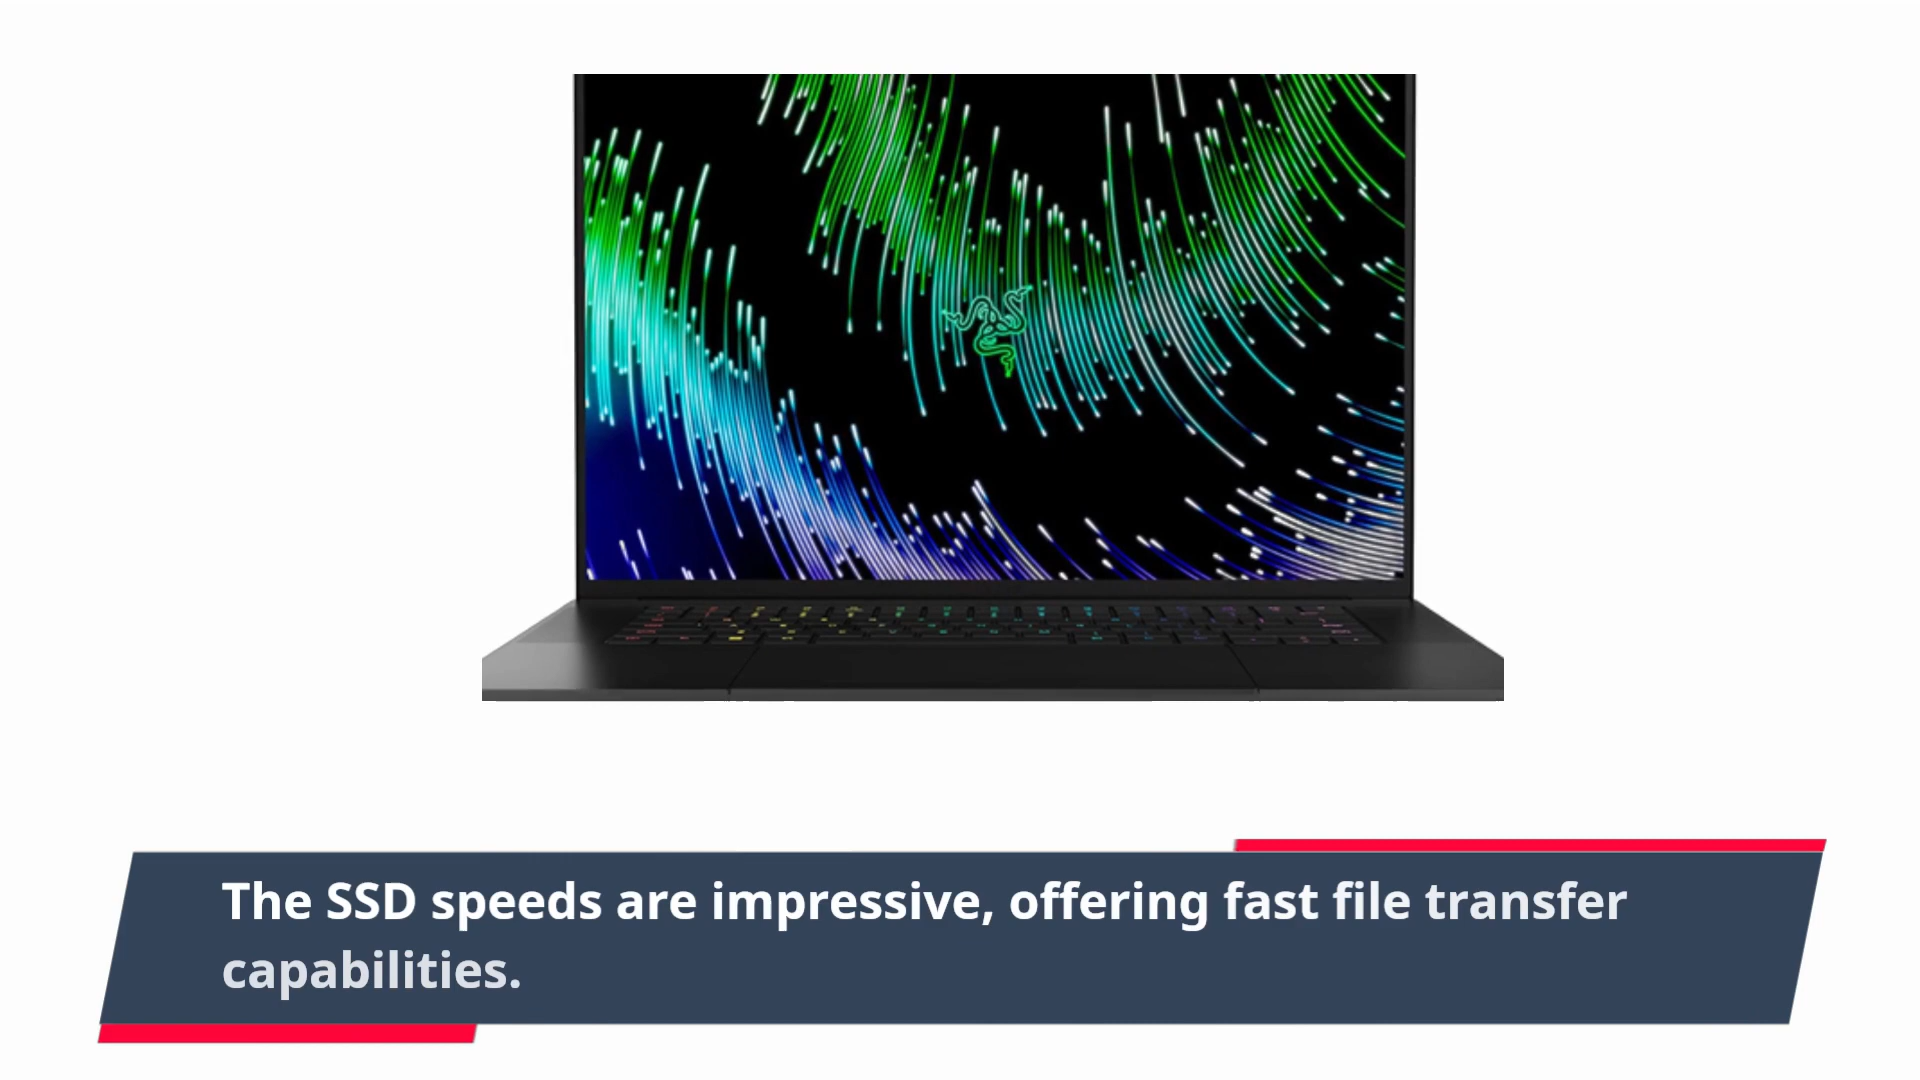 The SSD speeds are impressive, offering fast file transfer
capabilities.